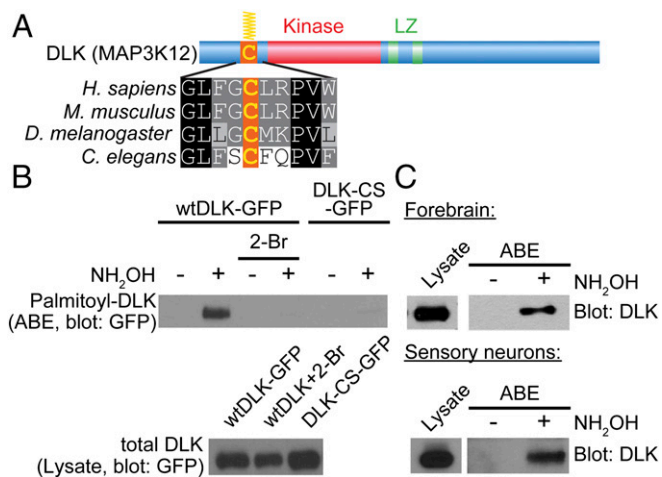 A
Kinase
LZ
DLK (MAP3K12)
C
H. sapiens GLFGCLRPVW
M. musculus GLFGCLRPVW
D. melanogaster GLLGCMKPVL
C. elegans GLFSCFQPVF
B
wtDLK-GFP
DLK-CS
-GFP
2-Br
NH2OH - + - + - +
Palmitoyl-DLK
(ABE, blot: GFP)
wtDLK-GFP
wtDLK+2-Br
DLK-CS-GFP
total DLK
(Lysate, blot: GFP)
C
Forebrain:
Lysate
ABE
- + NH2OH
Blot: DLK
Sensory neurons:
Lysate
ABE
- + NH2OH
Blot: DLK